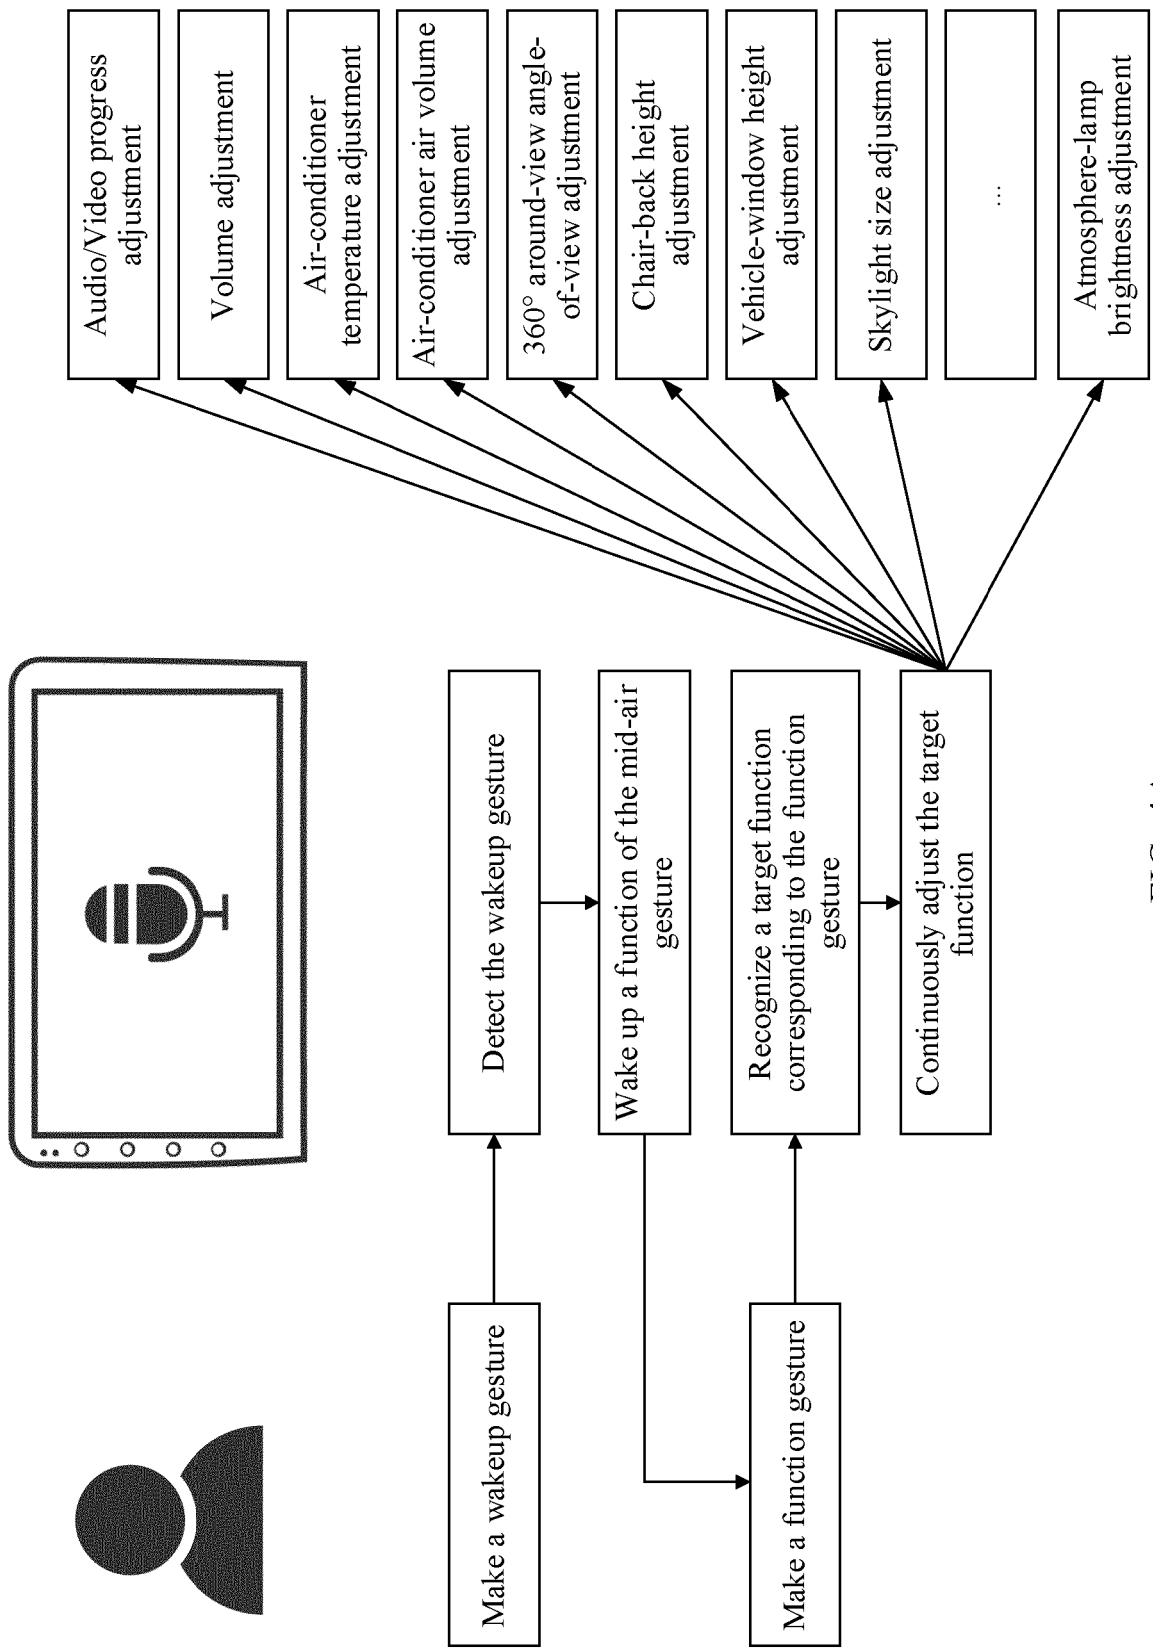 Make a wakeup gesture
Make a function gesture
Detect the wakeup gesture
Wake up a function of the mid-air
gesture
Recognize a target function
corresponding to the function
gesture
Continuously adjust the target
function
Audio/Video progress
adjustment
Volume adjustment
Air-conditioner
temperature adjustment
Air-conditioner air volume
adjustment
360° around-view angle-
of-view adjustment
Chair-back height
adjustment
Vehicle-window height
adjustment
Skylight size adjustment
...
Atmosphere-lamp
brightness adjustment